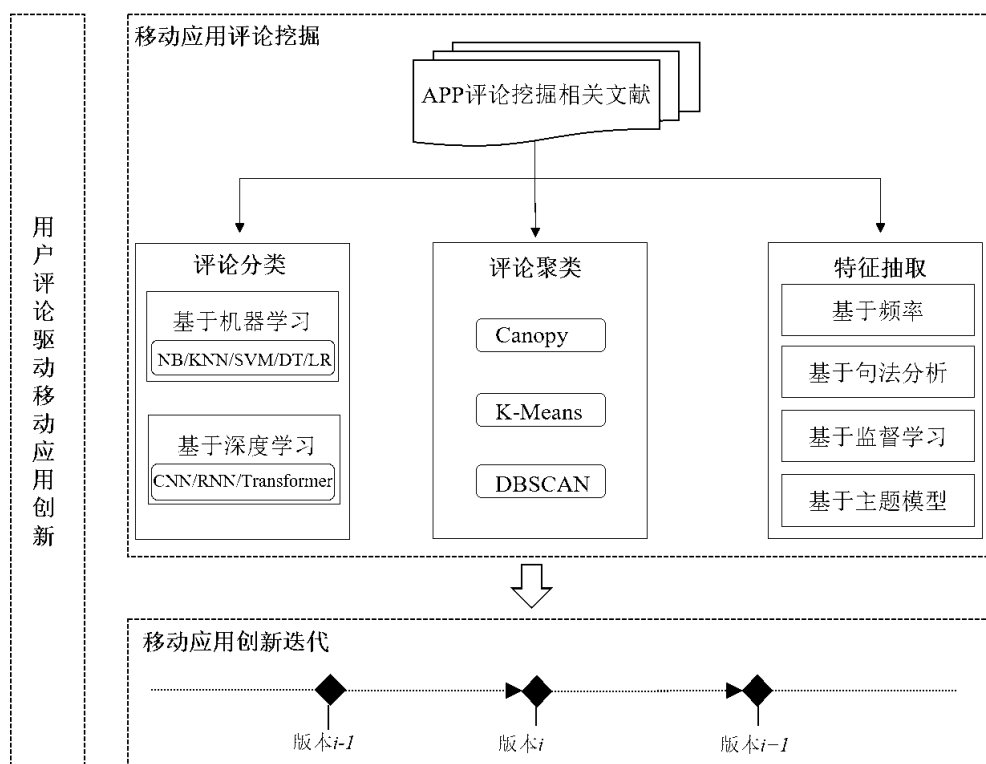 用户评论驱动移动应用创新
移动应用评论挖掘
APP评论挖掘相关文献
评论分类
基于机器学习
NB/KNN/SVM/DT/LR
基于深度学习
CNN/RNN/Transformer
评论聚类
Canopy
K-Means
DBSCAN
特征抽取
基于频率
基于句法分析
基于监督学习
基于主题模型
移动应用创新迭代
版本i-1
版本i
版本i-1